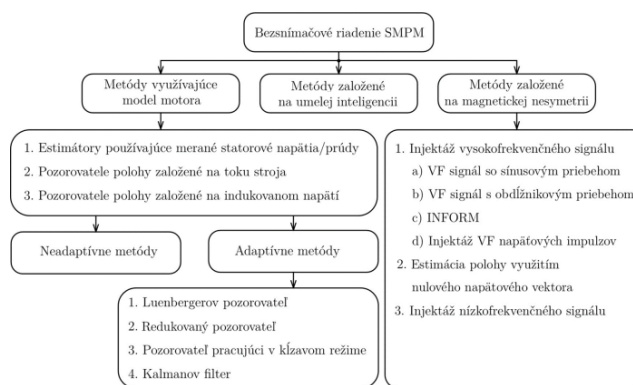 Bezsnímačové riadenie SMPM
Metódy využívajúce
model motora
Metódy založené
na umelej inteligencii
Metódy založené
na magnetickej nesymetrii
1. Estimátory používajúce merané statorové napätia/prúdy
2. Pozorovatele polohy založené na toku stroja
3. Pozorovatele polohy založené na indukovanom napätí
Neadaptívne metódy
Adaptívne metódy
1. Luenbergerov pozorovateľ
2. Redukovaný pozorovateľ
3. Pozorovateľ pracujúci v kĺzavom režime
4. Kalmanov filter
1. Injektáž vysokofrekvenčného signálu
a) VF signál so sínusovým priebehom
b) VF signál s obdĺžnikovým priebehom
c) INFORM
d) Injektáž VF napäťových impulzov
2. Estimácia polohy využitím
nulového napäťového vektora
3. Injektáž nízkofrekvenčného signálu